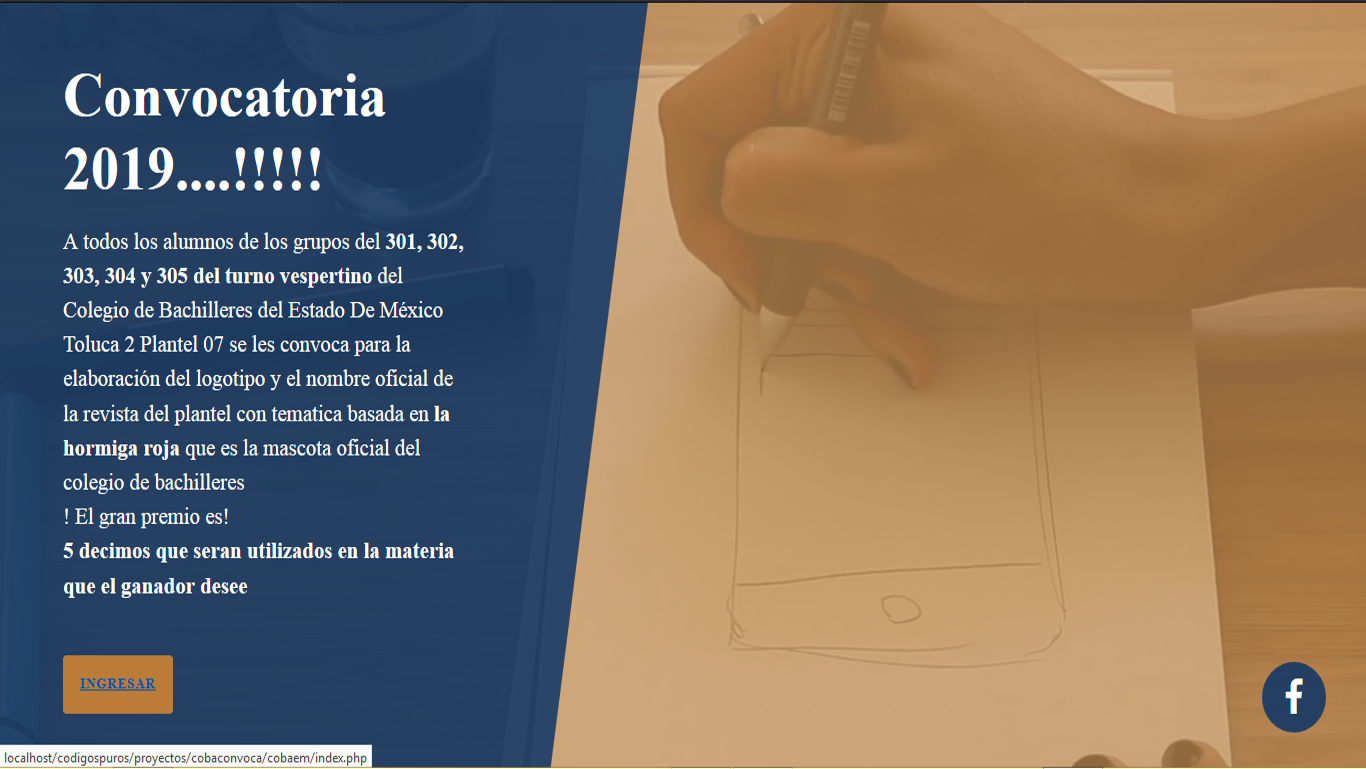 Convocatoria
2019....!!!!!
A todos los alumnos de los grupos del 301, 302,
303, 304 y 305 del turno vespertino del
Colegio de Bachilleres del Estado De México
Toluca 2 Plantel 07 se les convoca para la
elaboración del logotipo y el nombre oficial de
la revista del plantel con tematica basada en la
hormiga roja que es la mascota oficial del
colegio de bachilleres
! El gran premio es!
5 decimos que seran utilizados en la materia
que el ganador desee
INGRESAR
localhost/codigospuros/proyectos/cobaconvoca/cobaem/index.php